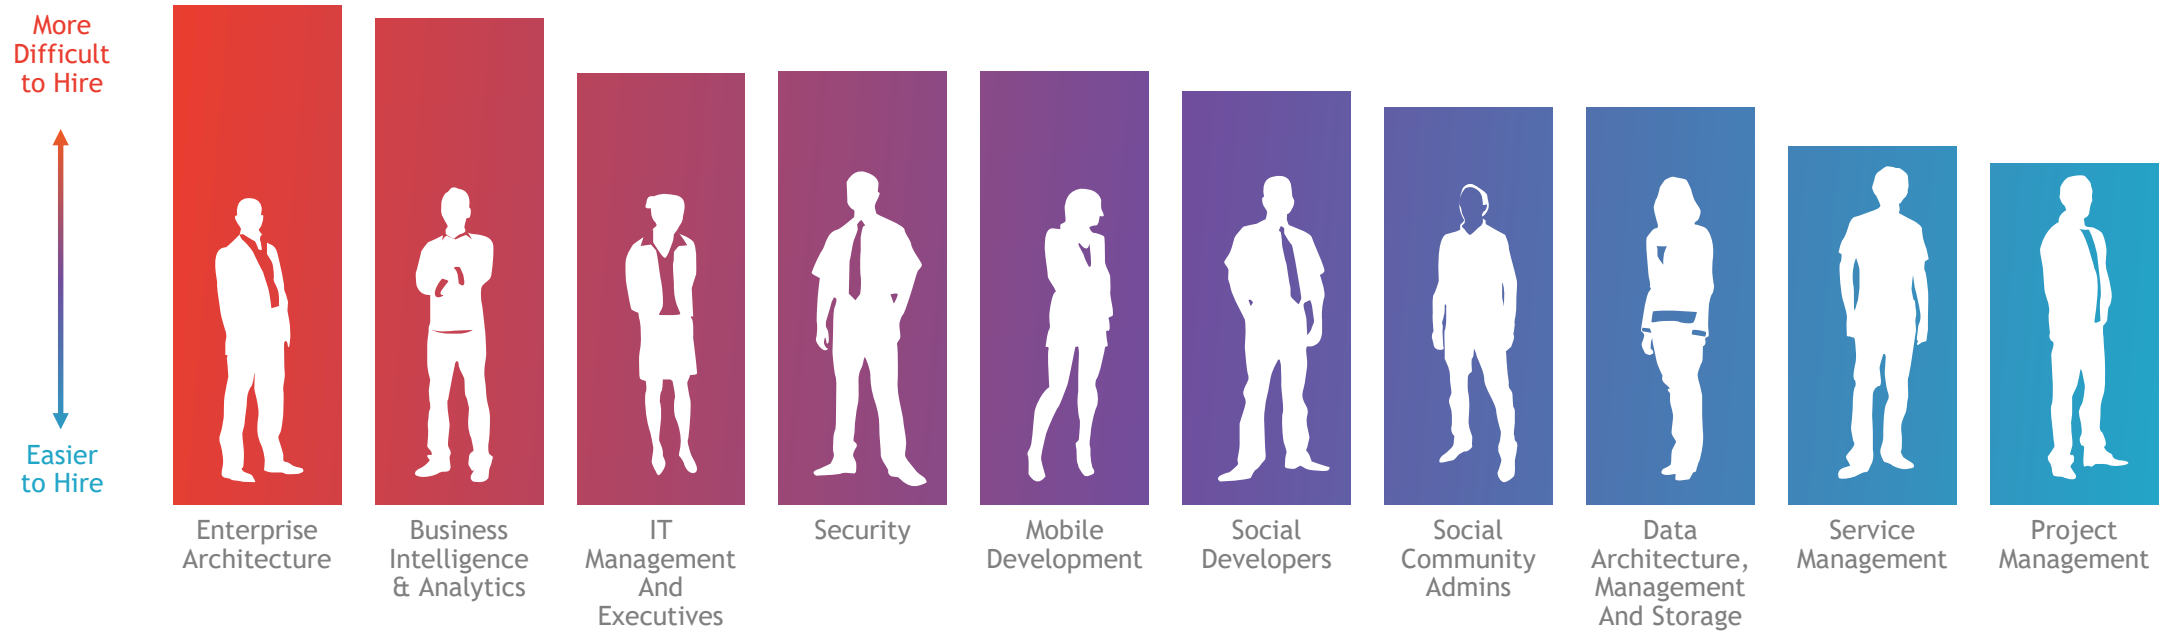 More
Difficult
to Hire
Easier
to Hire
Enterprise
Architecture
Business
Intelligence
& Analytics
IT
Management
And
Executives
Security
Mobile
Development
Social
Developers
Social
Community
Admins
Data
Architecture,
Management
And Storage
Service
Management
Project
Management